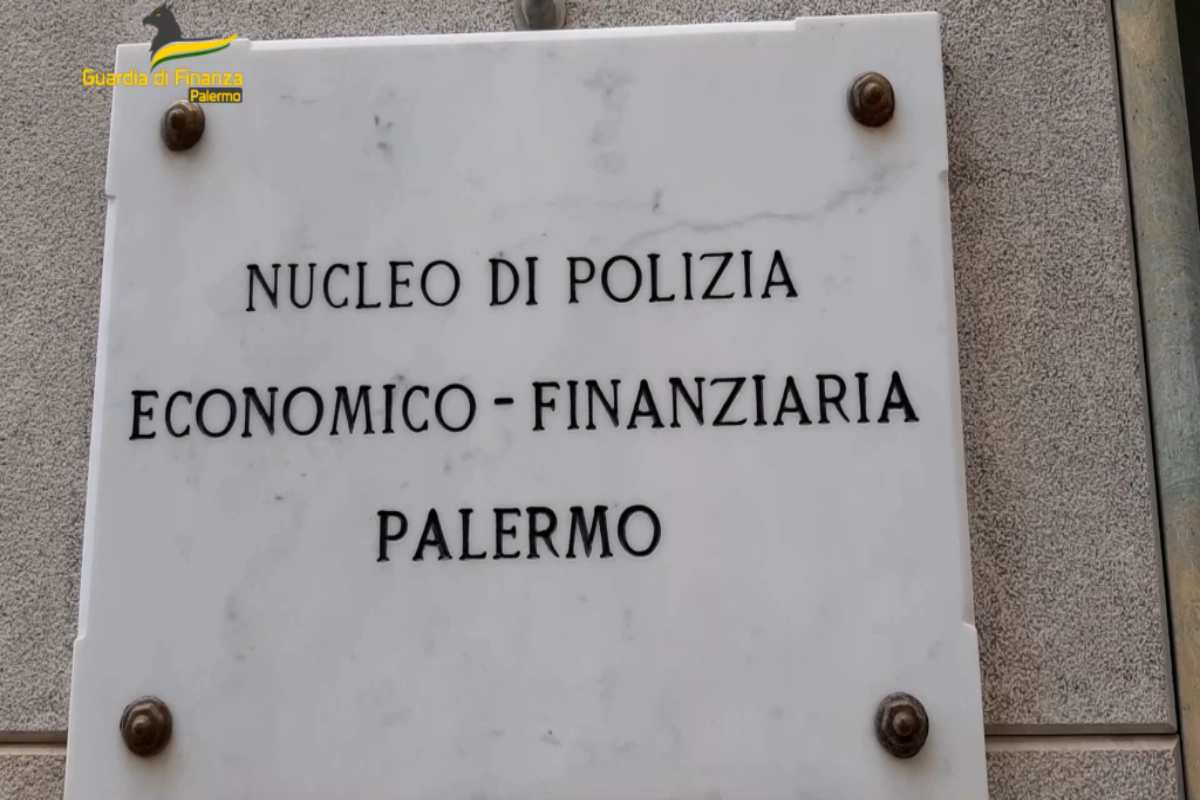 Guardia di Finanza
Palermo
NUCLEO DI POLIZIA
ECONOMICO - FINANZIARIA
PALERMO